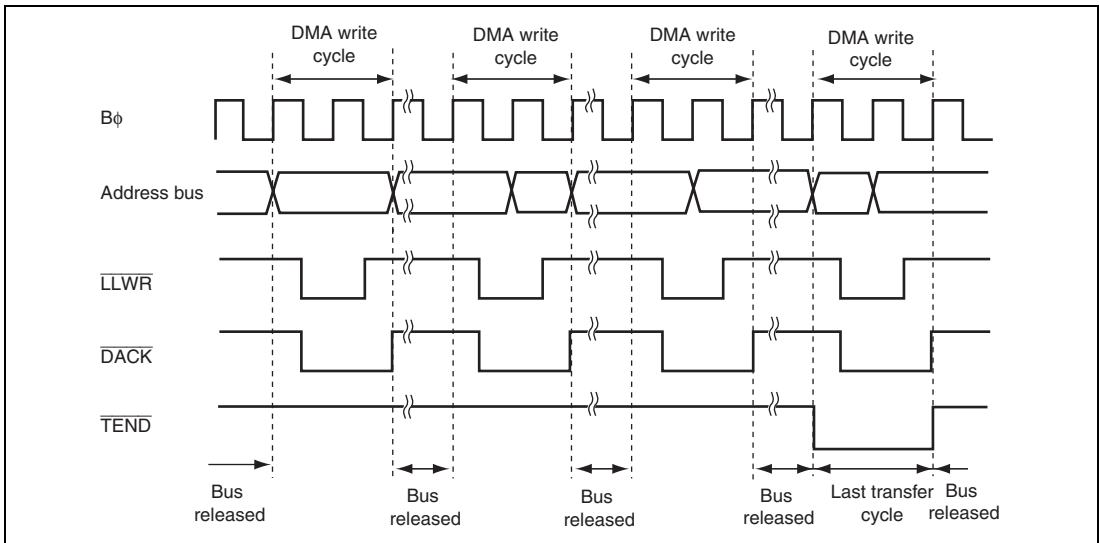 DMA write
cycle
DMA write
cycle
DMA write
cycle
DMA write
cycle
Bϕ
Address bus
LLWR
DACK
TEND
Bus
released
Bus
released
Bus
released
Bus
released
Last transfer
cycle
Bus
released